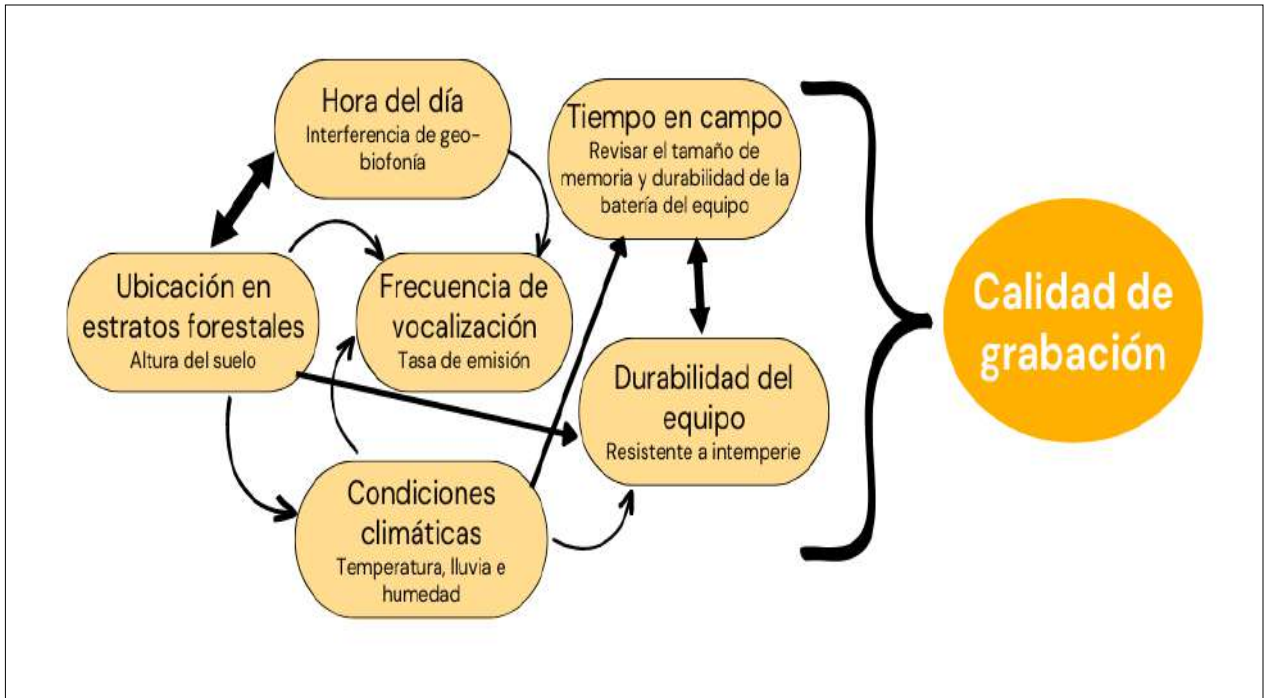 Hora del día
Interferencia de geo-
biofonía
Tiempo en campo
Revisar el tamaño de
memoria y durabilidad de la
batería del equipo
Ubicación en
estratos forestales
Altura del suelo
Frecuencia de
vocalización
Tasa de emisión
Durabilidad del
equipo
Resistente a intemperie
Condiciones
climáticas
Temperatura, lluvia e
humedad
Calidad de
grabación